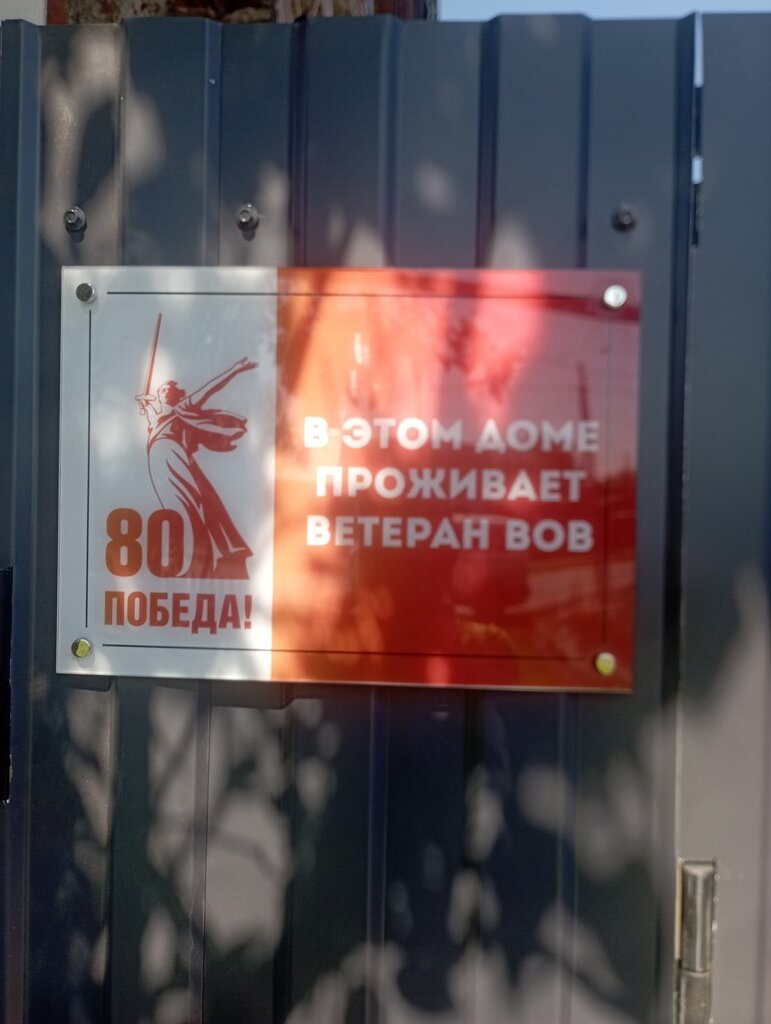 80
ПОБЕДА!
В ЭТОМ ДОМЕ
ПРОЖИВАЕТ
ВЕТЕРАН ВОВ